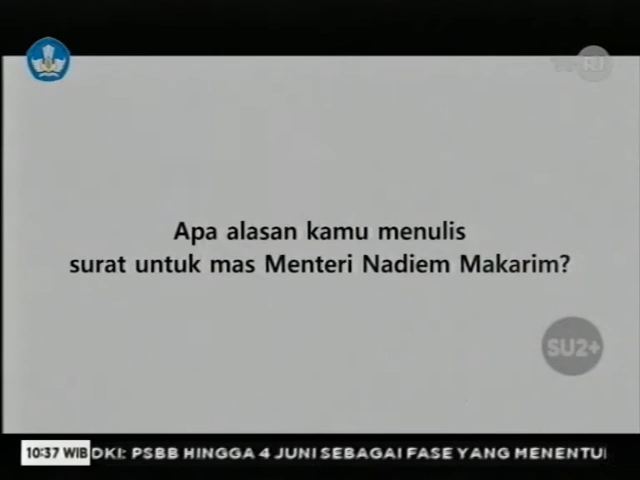 TVRI
Apa alasan kamu menulis
surat untuk mas Menteri Nadiem Makarim?
SU2+
10:37 WIB DKI: PSBB HINGGA 4 JUNI SEBAGAI FASE YANG MENENTU